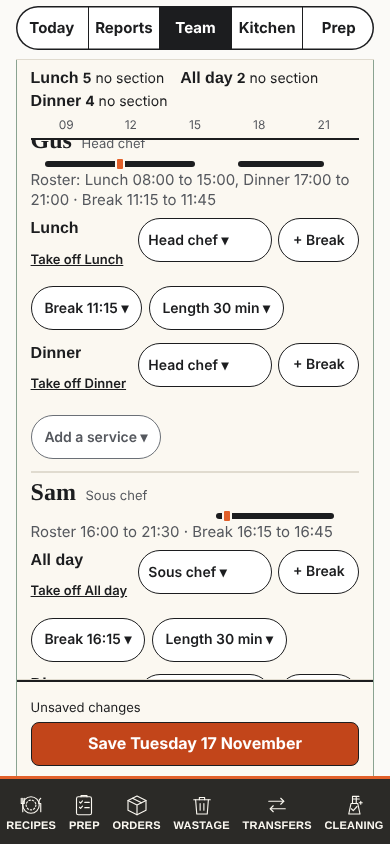 Today Reports Team Kitchen Prep
Lunch 5 no section All day 2 no section
Dinner 4 no section
09 12 15 18 21
Gus Head chef
Roster: Lunch 08:00 to 15:00, Dinner 17:00 to
21:00 · Break 11:15 to 11:45
Lunch Head chef ▾ + Break
Take off Lunch
Break 11:15 ▾ Length 30 min ▾
Dinner Head chef ▾ + Break
Take off Dinner
Add a service ▾
Sam Sous chef
Roster 16:00 to 21:30 · Break 16:15 to 16:45
All day Sous chef ▾ + Break
Take off All day
Break 16:15 ▾ Length 30 min ▾
Unsaved changes
Save Tuesday 17 November
RECIPES PREP ORDERS WASTAGE TRANSFERS CLEANING